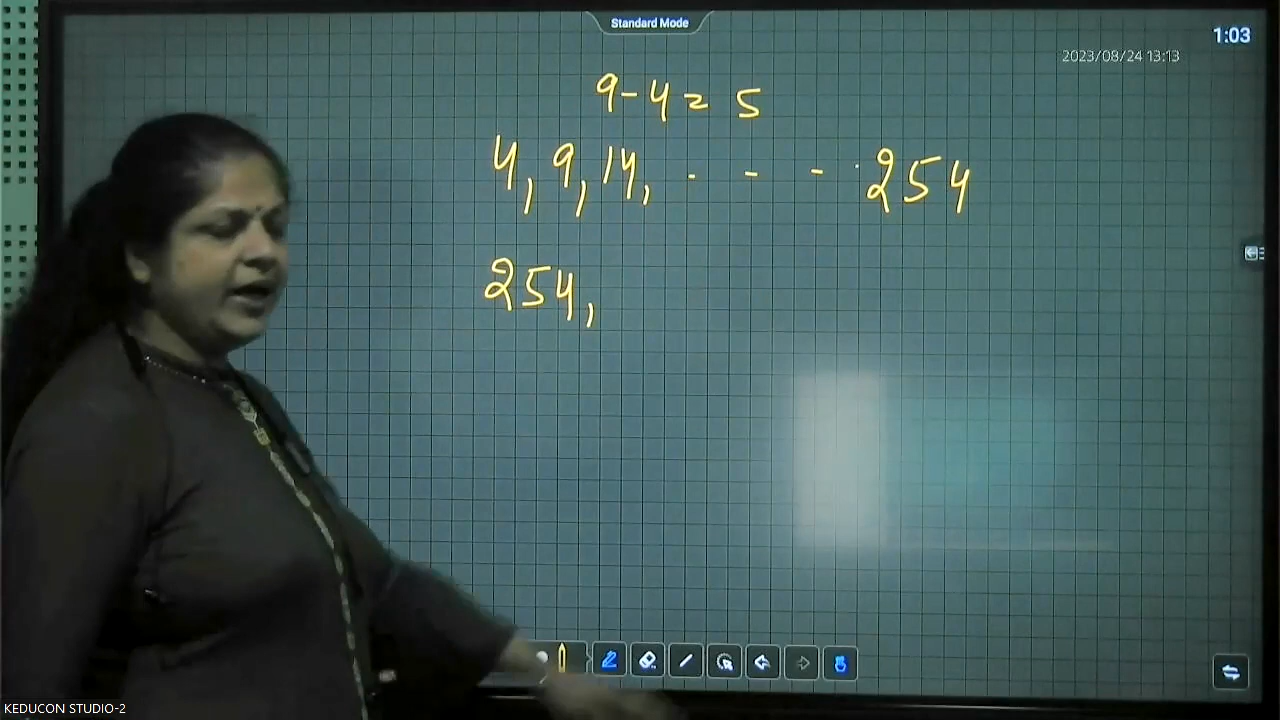 Standard Mode
1:03
2023/08/24 13:13
9-4=5
4, 9, 14, . - - . 254
254,
KEDUCON STUDIO-2